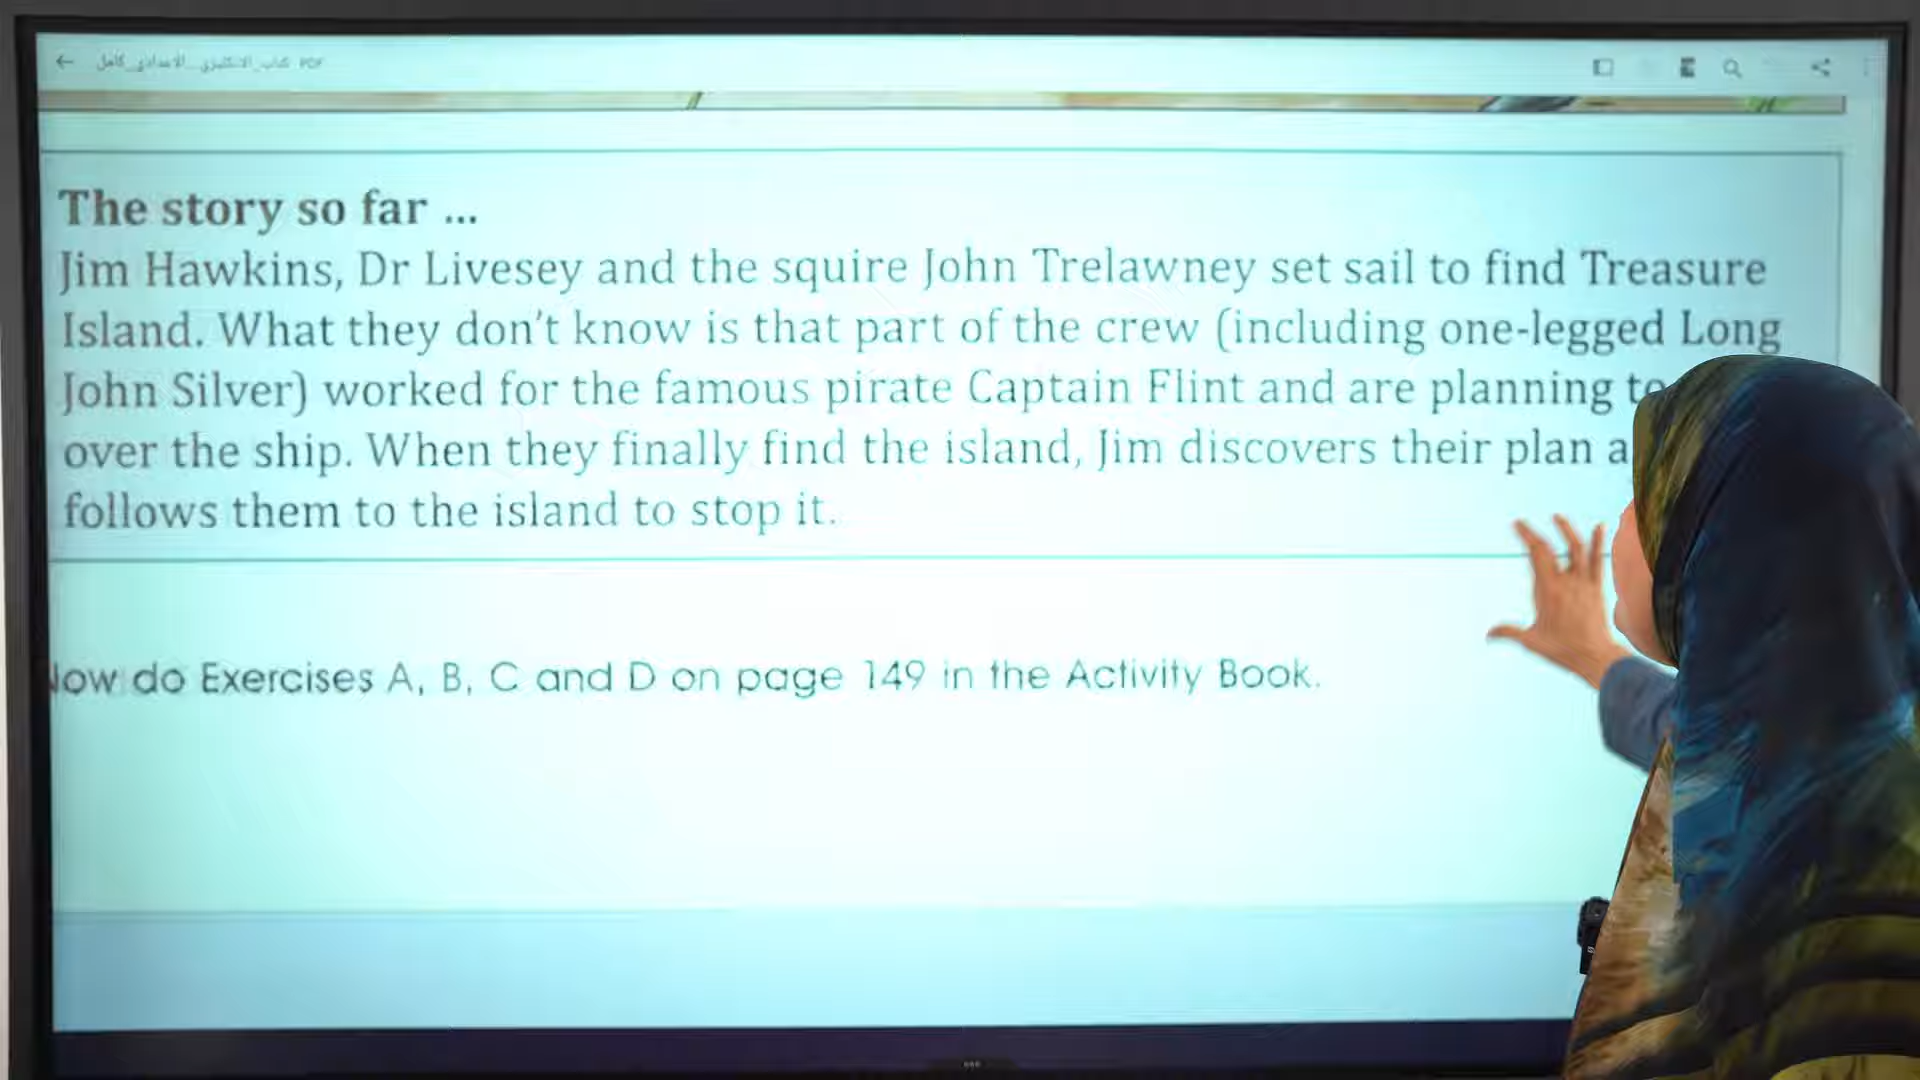 كتاب_الانكليزي_الاعدادي_كامل PDF
The story so far ...
Jim Hawkins, Dr Livesey and the squire John Trelawney set sail to find Treasure
Island. What they don't know is that part of the crew (including one-legged Long
John Silver) worked for the famous pirate Captain Flint and are planning to
over the ship. When they finally find the island, Jim discovers their plan a
follows them to the island to stop it.
ow do Exercises A, B, C and D on page 149 in the Activity Book.